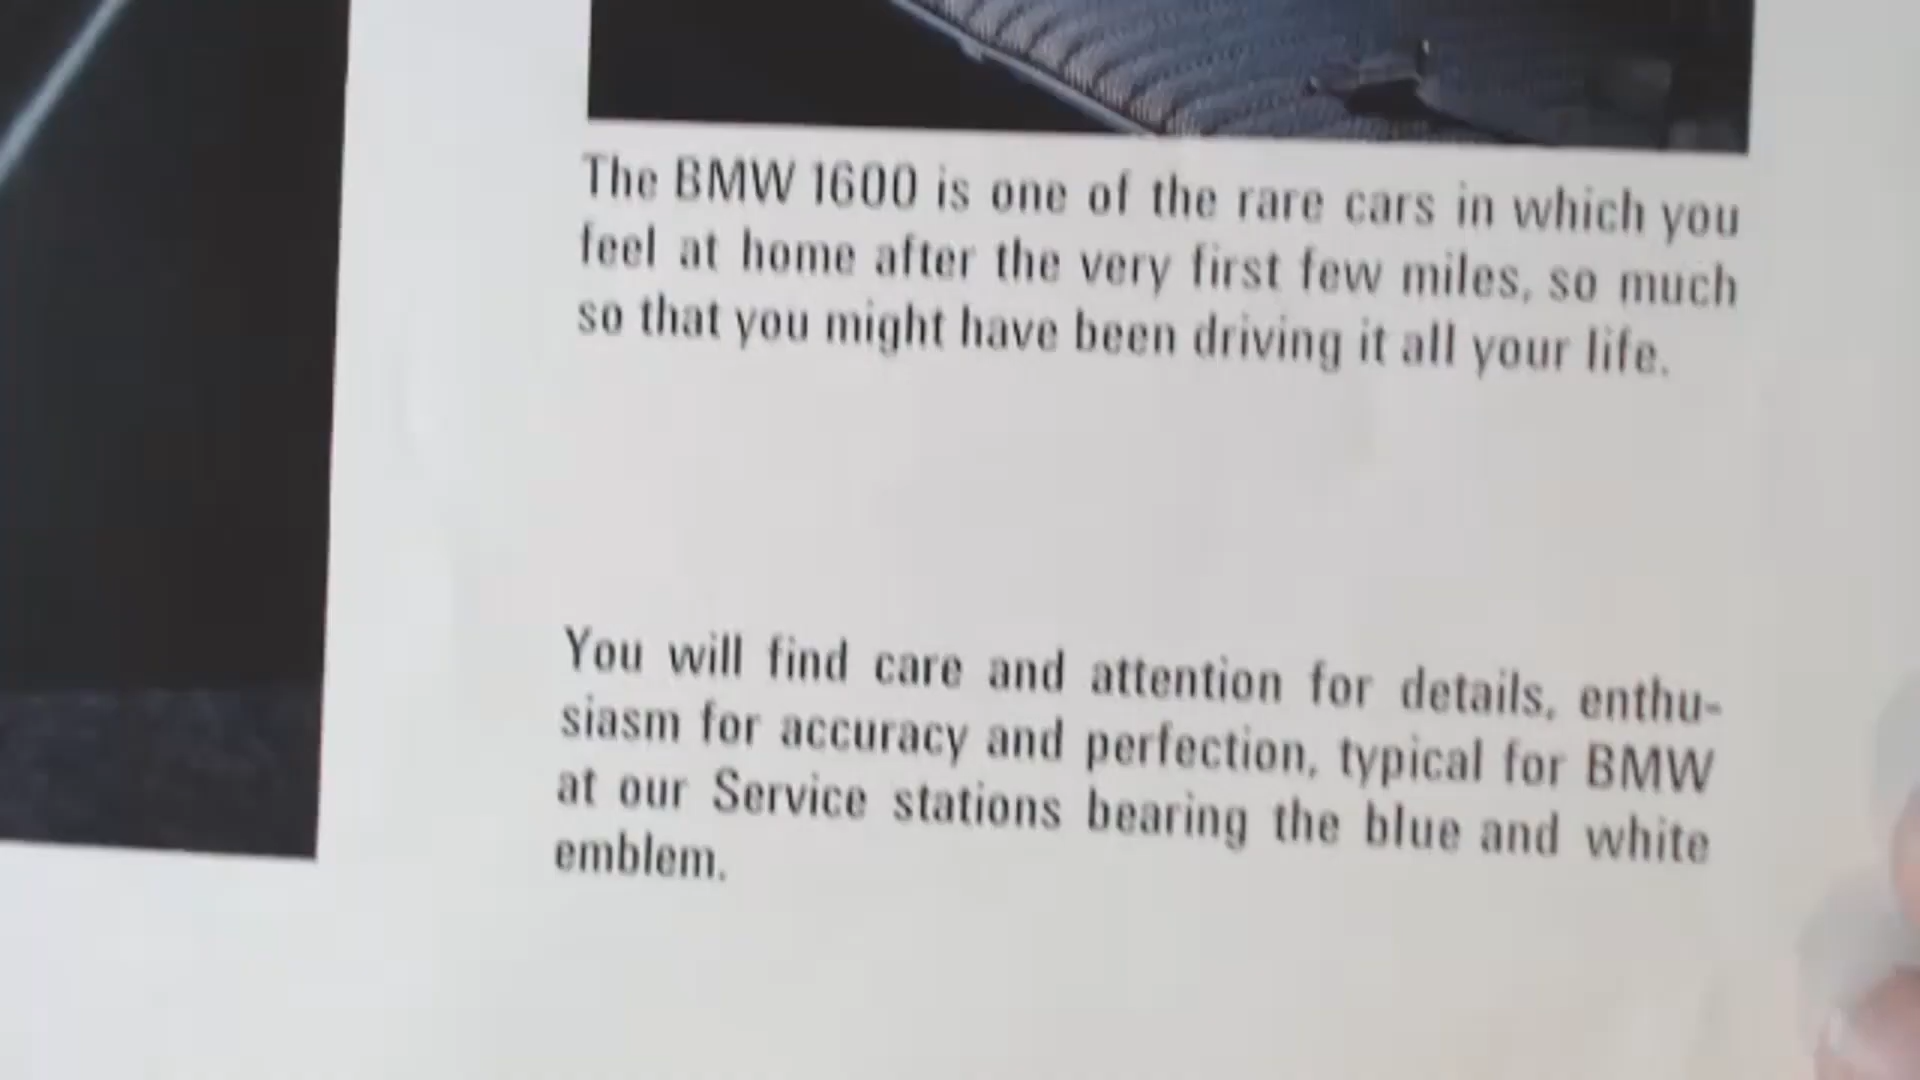 The BMW 1600 is one of the rare cars in which you
feel at home after the very first few miles, so much
so that you might have been driving it all your life.
You will find care and attention for details, enthu-
siasm for accuracy and perfection, typical for BMW
at our Service stations bearing the blue and white
emblem.